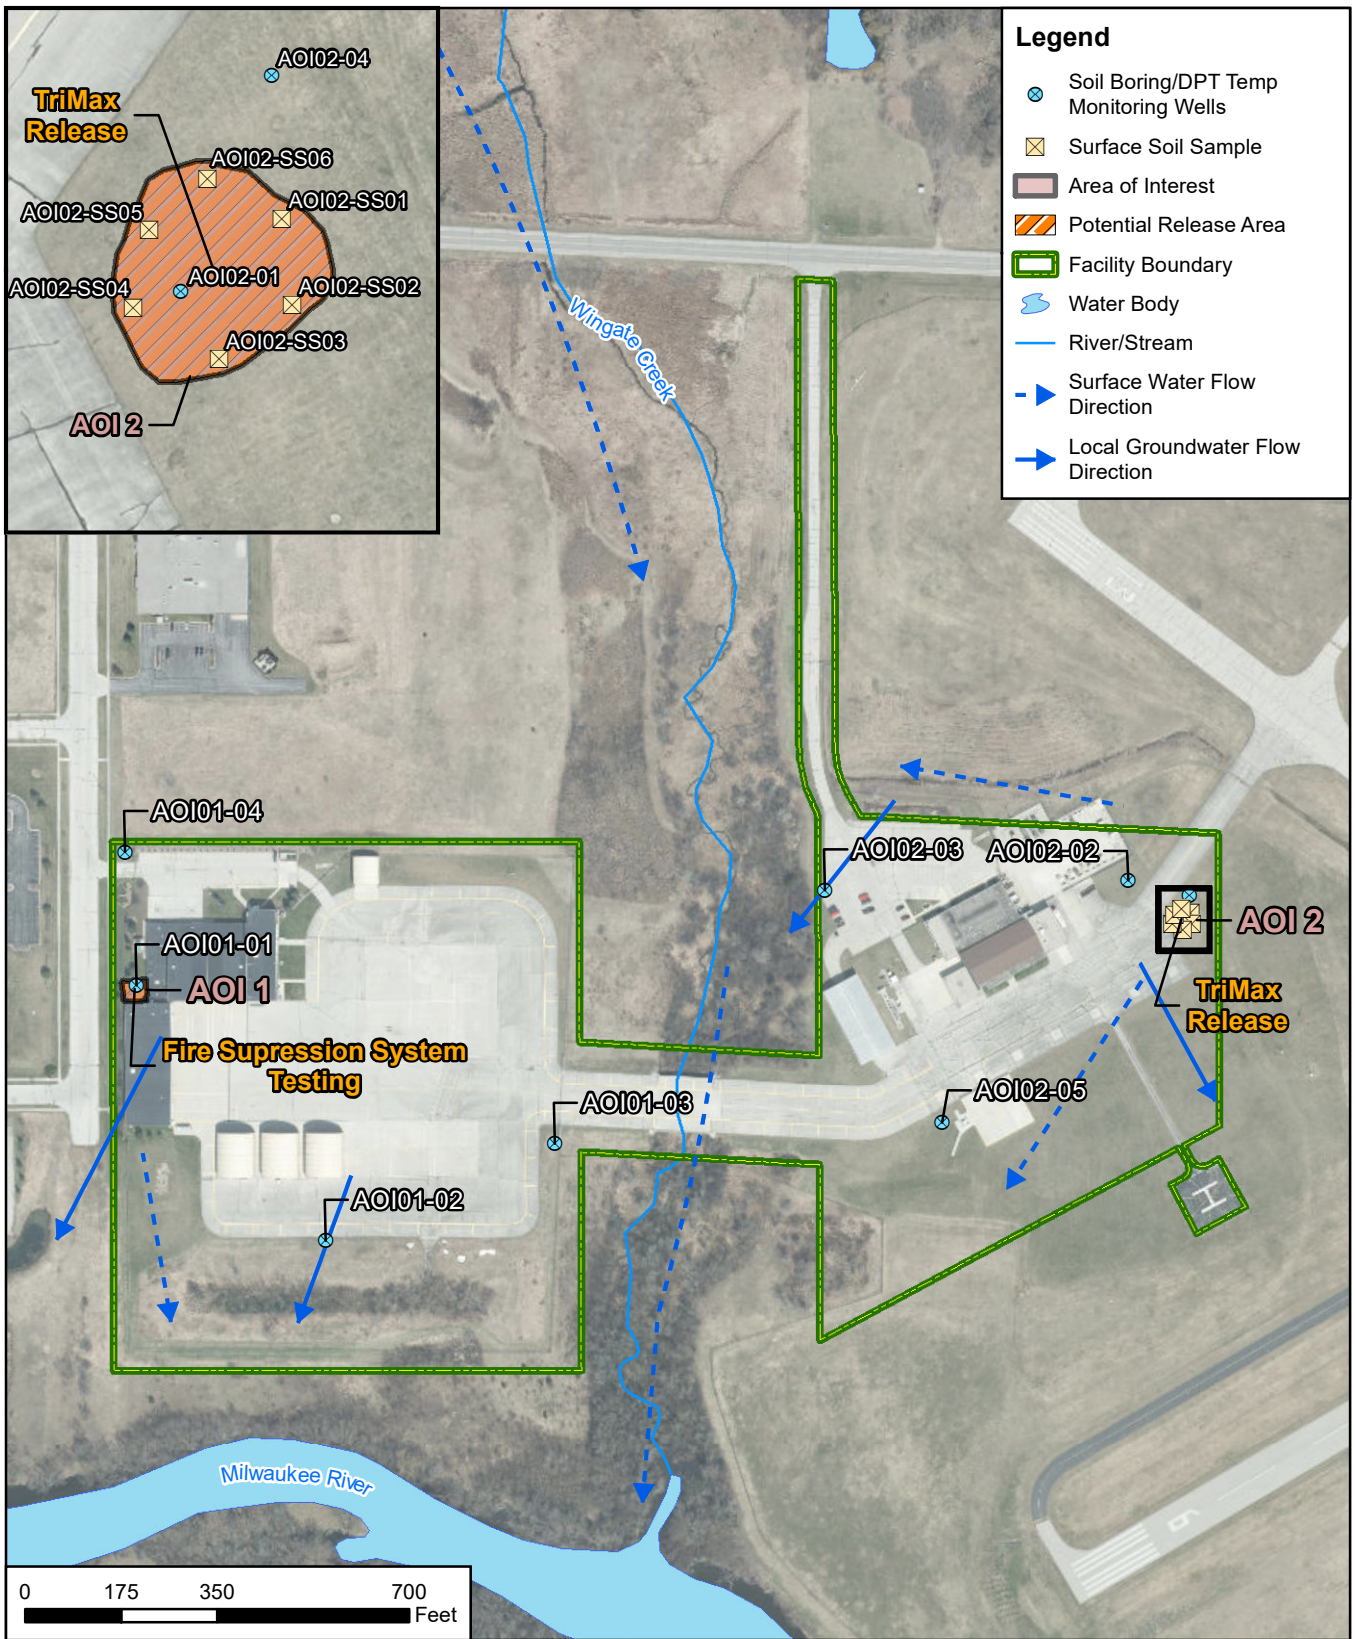 AOI02-04
TriMax
Release
AOI02-SS06
AOI02-SS01
AOI02-SS05
AOI02-01
AOI02-SS04
AOI02-SS02
AOI02-SS03
AOI 2
Legend
Soil Boring/DPT Temp
Monitoring Wells
Surface Soil Sample
Area of Interest
Potential Release Area
Facility Boundary
Water Body
River/Stream
Surface Water Flow
Direction
Local Groundwater Flow
Direction
Wingate Creek
AOI01-04
AOI02-03
AOI02-02
AOI 2
AOI01-01
AOI 1
TriMax
Release
Fire Supression System
Testing
AOI02-05
AOI01-03
AOI01-02
H
Milwaukee River
0 175 350 700
Feet